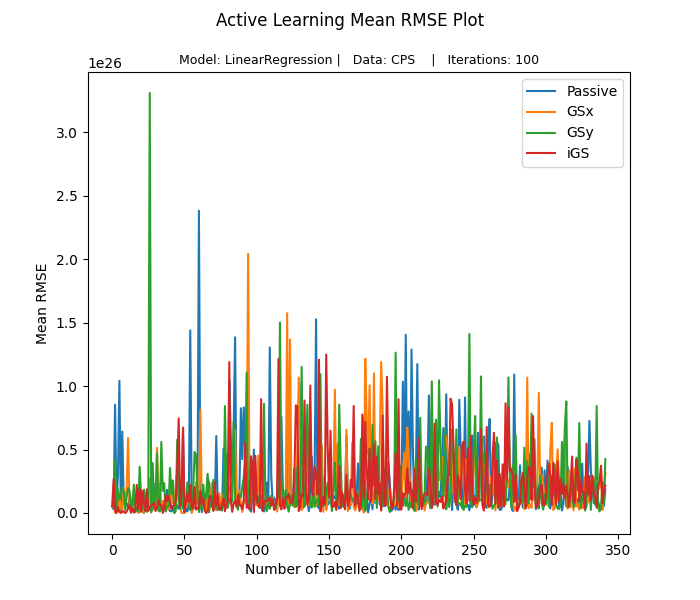 Active Learning Mean RMSE Plot
Model: LinearRegression |   Data: CPS    |   Iterations: 100
1e26
Passive
GSx
GSy
iGS
3.0
2.5
2.0
1.5
1.0
0.5
0.0
Mean RMSE
0 50 100 150 200 250 300 350
Number of labelled observations